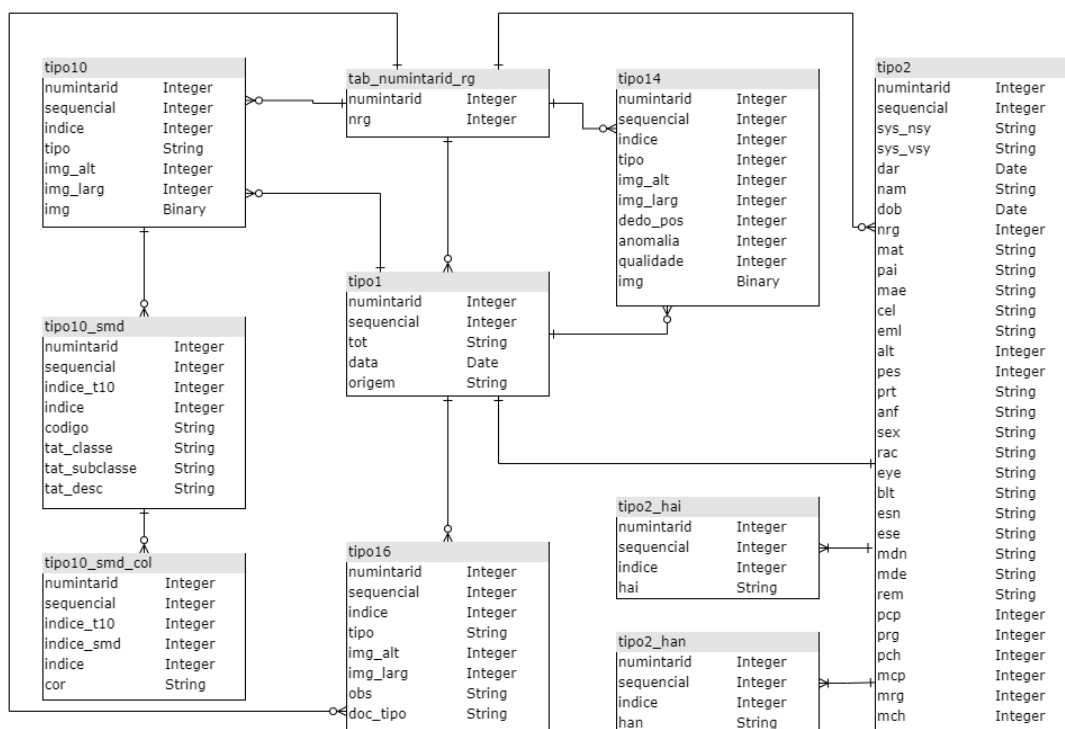 tipo10
numintarid Integer
sequencial Integer
indice Integer
tipo String
img_alt Integer
img_larg Integer
img Binary
tab_numintarid_rg
numintarid Integer
nrg Integer
tipo14
numintarid Integer
sequencial Integer
indice Integer
tipo Integer
img_alt Integer
img_larg Integer
dedo_pos Integer
anomalia Integer
qualidade Integer
img Binary
tipo2
numintarid Integer
sequencial Integer
sys_nsy String
sys_vsy String
dar Date
nam String
dob Date
nrg Integer
mat String
pai String
mae String
cel String
eml String
alt Integer
pes Integer
prt String
anf String
sex String
rac String
eye String
blt String
esn String
ese String
mdn String
mde String
rem String
pcp Integer
prg Integer
pch Integer
mcp Integer
mrg Integer
mch Integer
tipo1
numintarid Integer
sequencial Integer
tot String
data Date
origem String
tipo10_smd
numintarid Integer
sequencial Integer
indice_t10 Integer
indice Integer
codigo String
tat_classe String
tat_subclasse String
tat_desc String
tipo2_hai
numintarid Integer
sequencial Integer
indice Integer
hai String
tipo10_smd_col
numintarid Integer
sequencial Integer
indice_t10 Integer
indice_smd Integer
indice Integer
cor String
tipo16
numintarid Integer
sequencial Integer
indice Integer
tipo String
img_alt Integer
img_larg Integer
obs String
doc_tipo String
tipo2_han
numintarid Integer
sequencial Integer
indice Integer
han String